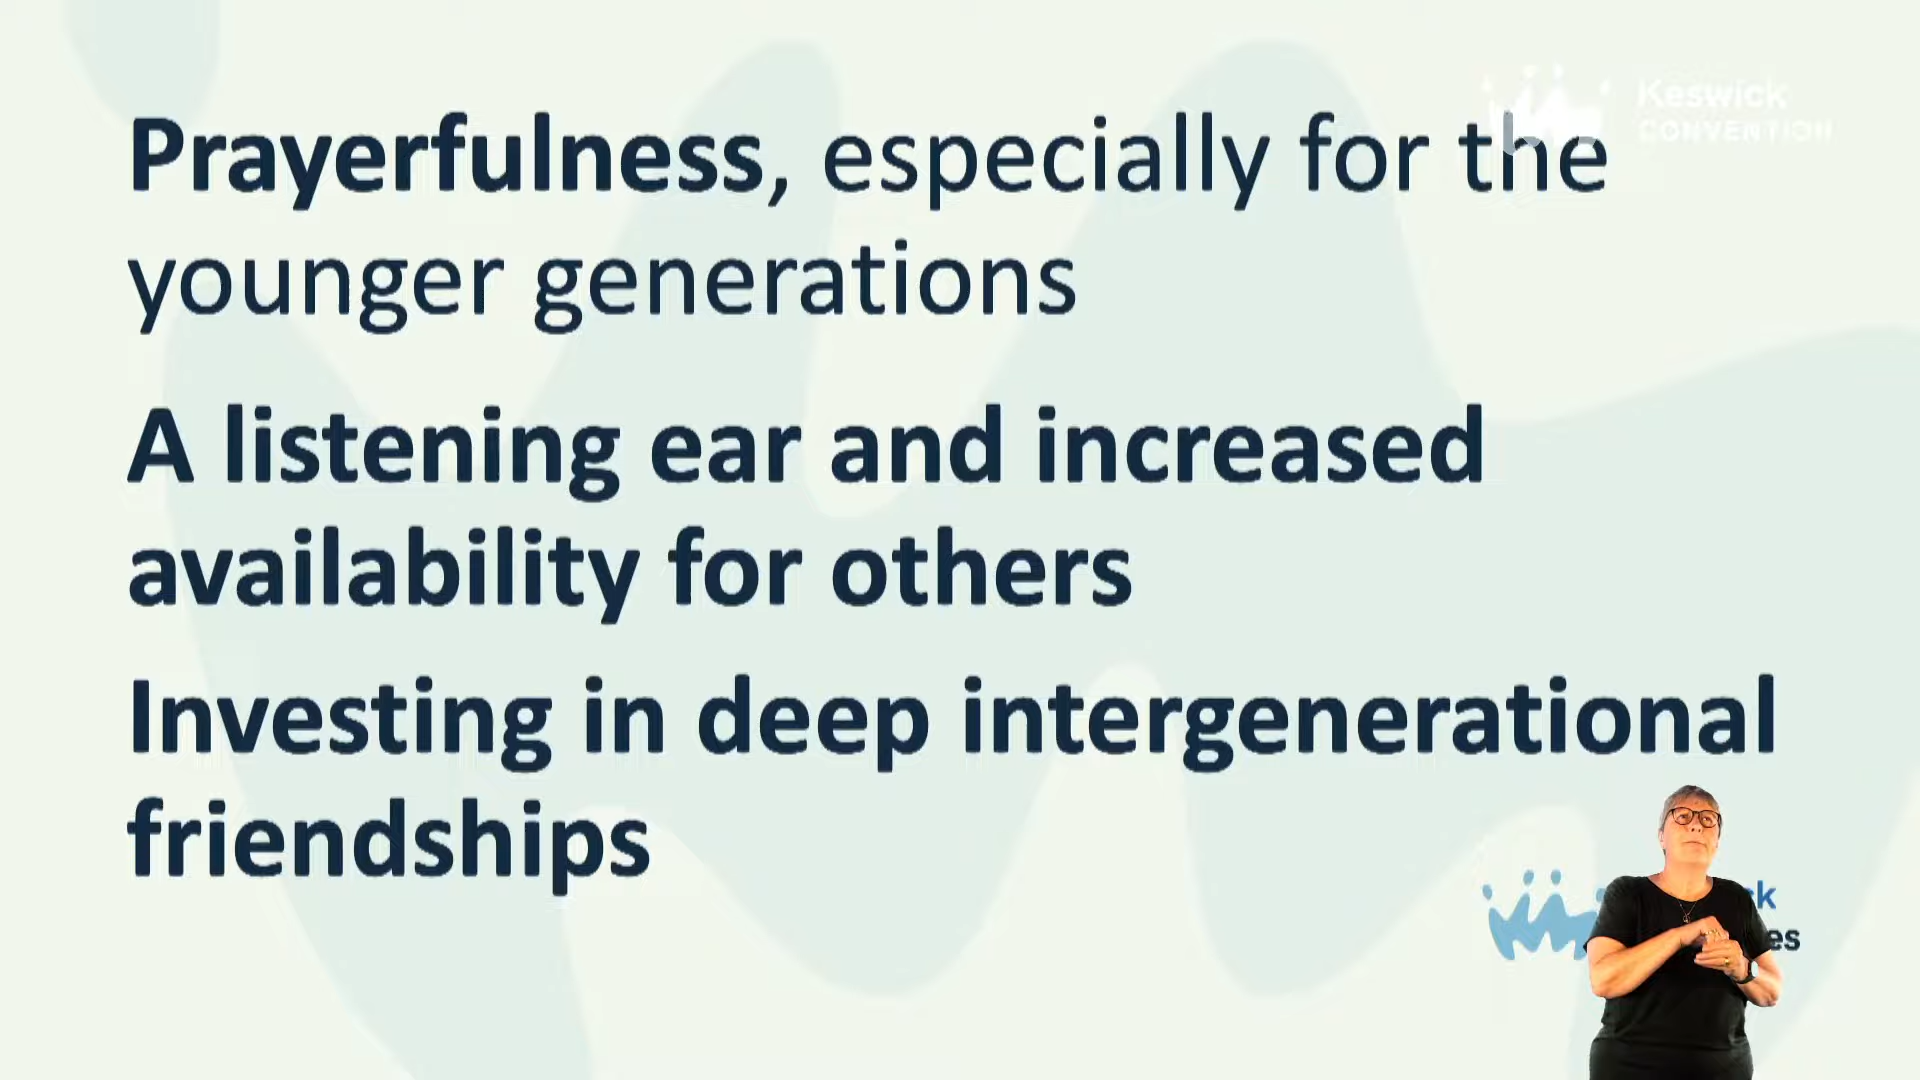 Keswick
CONVENTION
Prayerfulness, especially for the
younger generations
A listening ear and increased
availability for others
Investing in deep intergenerational
friendships